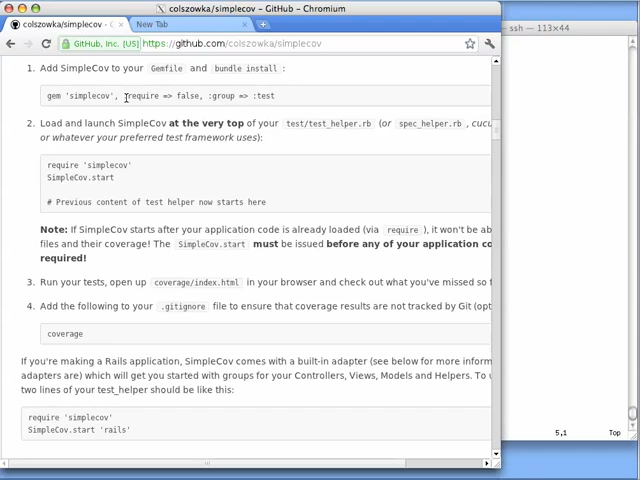 colszowka/simplecov – GitHub – Chromium
colszowka/simplecov · C
New Tab
GitHub, Inc. [US]
https://github.com/colszowka/simplecov
— ssh — 113×44
1. Add SimpleCov to your Gemfile and bundle install :
gem 'simplecov', :require => false, :group => :test
2. Load and launch SimpleCov at the very top of your test/test_helper.rb (or spec_helper.rb , cucu
or whatever your preferred test framework uses):
require 'simplecov'
SimpleCov.start
# Previous content of test helper now starts here
Note: If SimpleCov starts after your application code is already loaded (via require ), it won't be ab
files and their coverage! The SimpleCov.start must be issued before any of your application co
required!
3. Run your tests, open up coverage/index.html in your browser and check out what you've missed so f
4. Add the following to your .gitignore file to ensure that coverage results are not tracked by Git (opt
coverage
If you're making a Rails application, SimpleCov comes with a built-in adapter (see below for more inform
adapters are) which will get you started with groups for your Controllers, Views, Models and Helpers. To u
two lines of your test_helper should be like this:
require 'simplecov'
SimpleCov.start 'rails'
5,1 Top